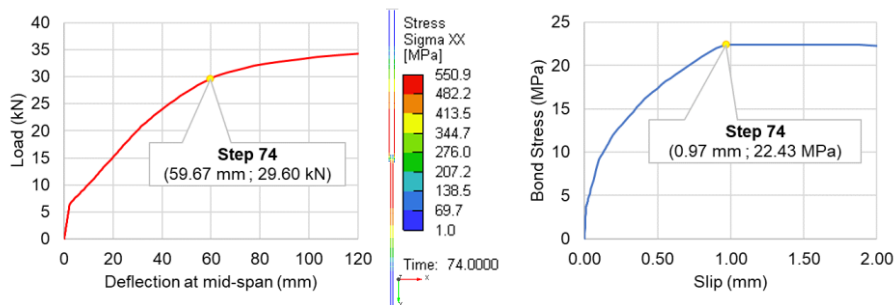 40
35
30
25
20
15
10
5
0
Load (kN)
Step 74
(59.67 mm ; 29.60 kN)
0 20 40 60 80 100 120
Deflection at mid-span (mm)
Stress
Sigma XX
[MPa]
550.9
482.2
413.5
344.7
276.0
207.2
138.5
69.7
1.0
Time: 74.0000
x
Y
25
20
15
10
5
0
Bond Stress (MPa)
Step 74
(0.97 mm ; 22.43 MPa)
0.00 0.50 1.00 1.50 2.00
Slip (mm)